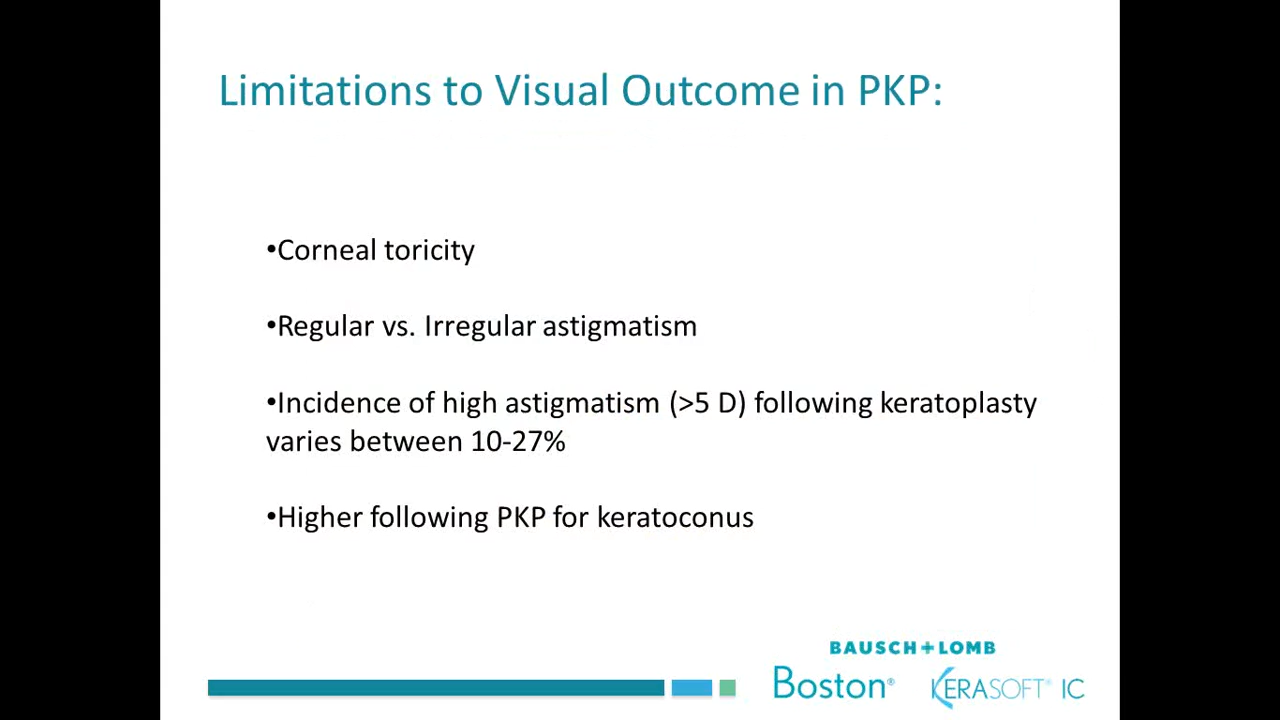 Limitations to Visual Outcome in PKP:
•Corneal toricity
•Regular vs. Irregular astigmatism
•Incidence of high astigmatism (>5 D) following keratoplasty
varies between 10-27%
•Higher following PKP for keratoconus
BAUSCH+LOMB
Boston® KERASOFT® IC